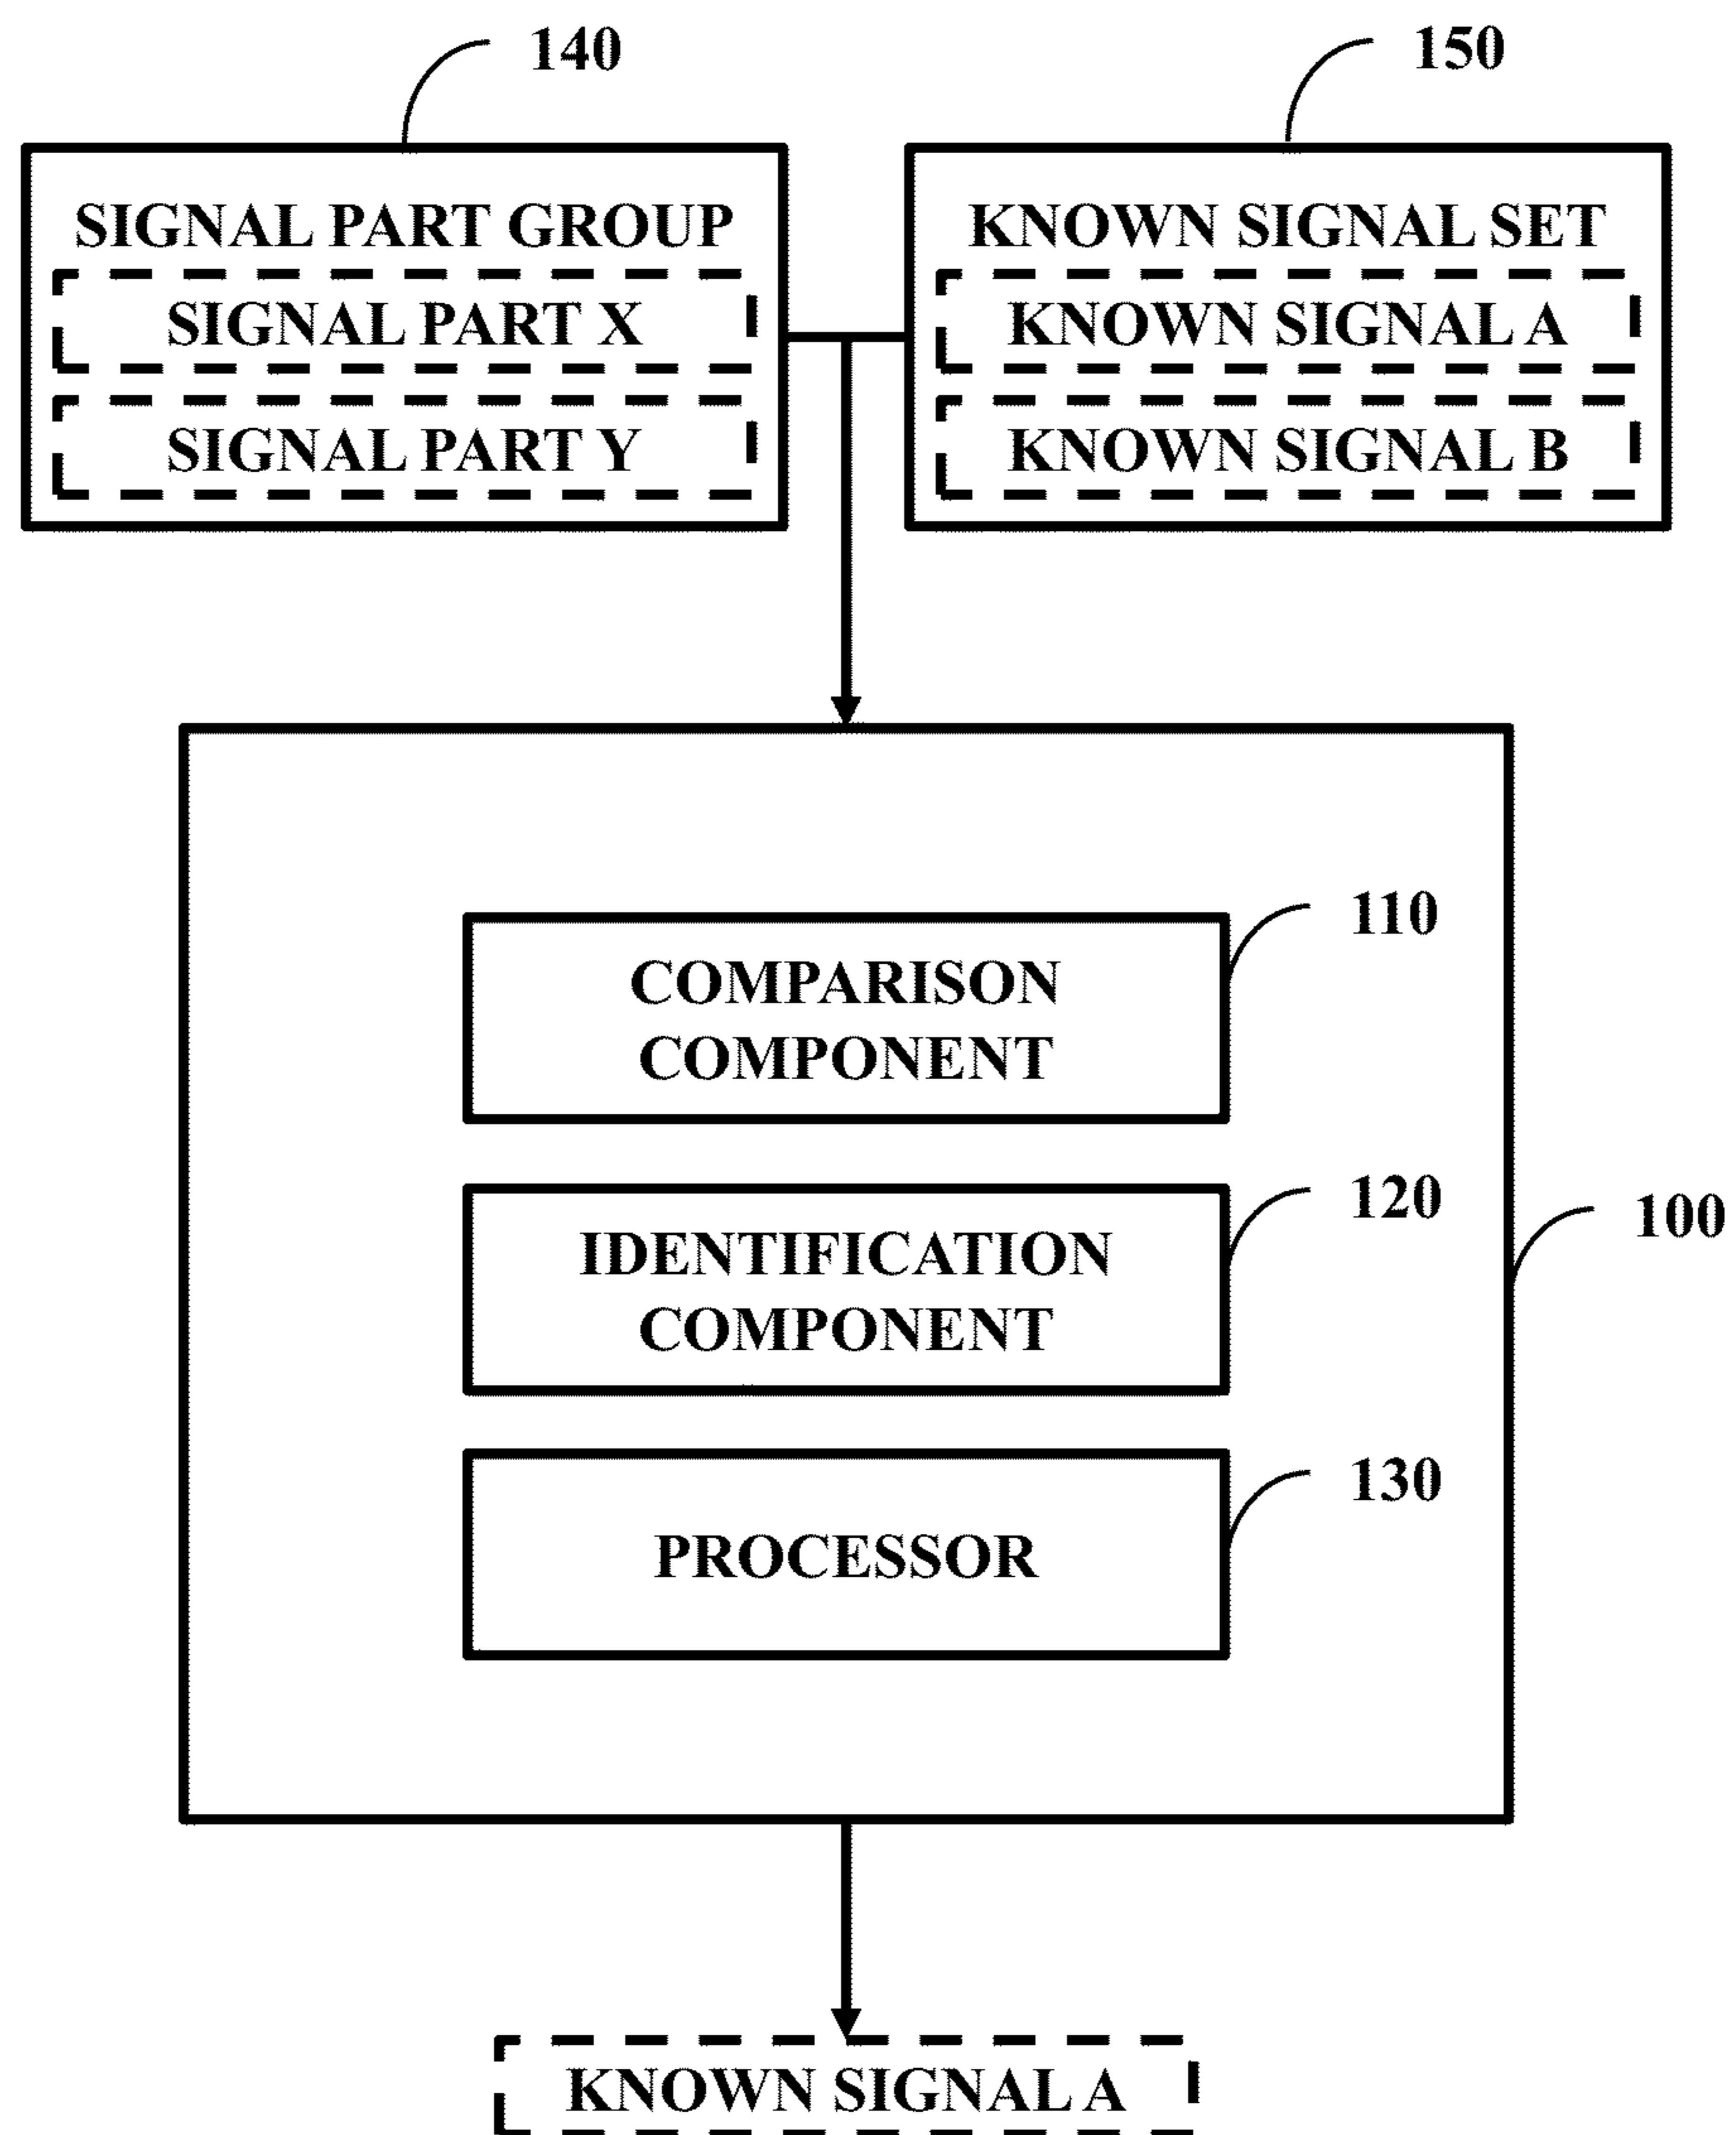 140
150
SIGNAL PART GROUP
SIGNAL PART X
SIGNAL PART Y
KNOWN SIGNAL SET
KNOWN SIGNAL A
KNOWN SIGNAL B
110
COMPARISON
COMPONENT
120
IDENTIFICATION
COMPONENT
100
130
PROCESSOR
KNOWN SIGNAL A